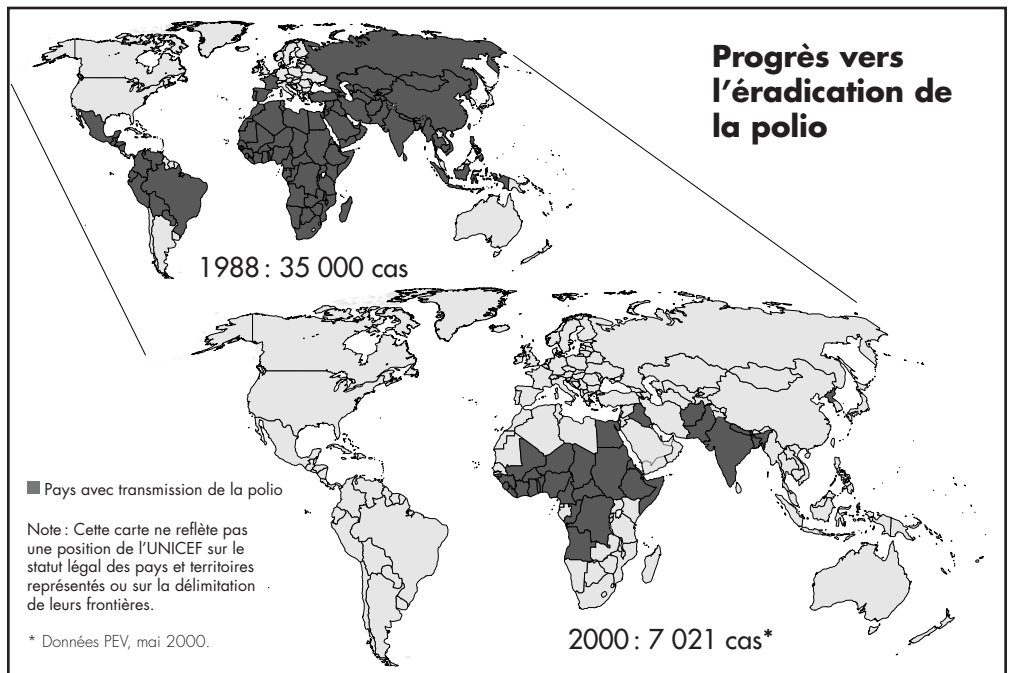 Progrès vers
l'éradication de
la polio
1988 : 35 000 cas
■ Pays avec transmission de la polio
Note : Cette carte ne reflète pas
une position de l'UNICEF sur le
statut légal des pays et territoires
représentés ou sur la délimitation
de leurs frontières.
* Données PEV, mai 2000.
2000 : 7 021 cas*